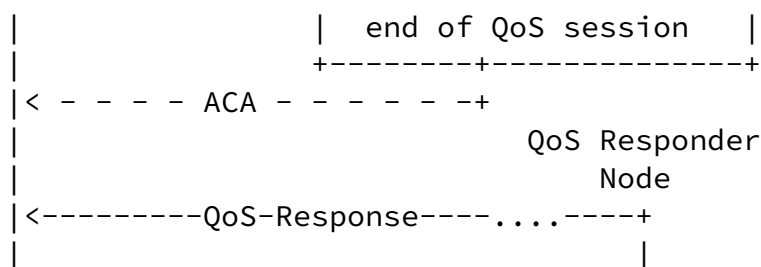 |                    |  end of QoS session   |
|                    +--------+--------------+
|< - - - - ACA - - - - - -+
|                                   QoS Responder
|                                        Node
|<---------QoS-Response----....----+
|                                           |